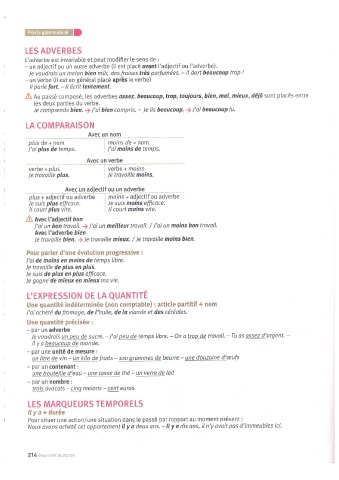 Précis grammatical
LES ADVERBES
L'adverbe est invariable et peut modifier le sens de :
– un adjectif ou un autre adverbe (il est placé avant l'adjectif ou l'adverbe).
Je voudrais un melon bien mûr, des fraises très parfumées. – Il dort beaucoup trop !
– un verbe (il est en général placé après le verbe)
Il parle fort. – Il écrit lentement.
⚠ Au passé composé, les adverbes assez, beaucoup, trop, toujours, bien, mal, mieux, déjà sont placés entre
les deux parties du verbe.
Je comprends bien. → J'ai bien compris. – Je lis beaucoup. → J'ai beaucoup lu.
LA COMPARAISON
Avec un nom
plus de + nom moins de + nom
J'ai plus de temps. J'ai moins de temps.
Avec un verbe
verbe + plus verbe + moins
Je travaille plus. Je travaille moins.
Avec un adjectif ou un adverbe
plus + adjectif ou adverbe moins + adjectif ou adverbe
Je suis plus efficace. Je suis moins efficace.
Il court plus vite. Il court moins vite.
⚠ Avec l'adjectif bon
J'ai un bon travail. → J'ai un meilleur travail. / J'ai un moins bon travail.
Avec l'adverbe bien
Je travaille bien. → Je travaille mieux. / Je travaille moins bien.
Pour parler d'une évolution progressive :
J'ai de moins en moins de temps libre.
Je travaille de plus en plus.
Je suis de plus en plus efficace.
Je gagne de mieux en mieux ma vie.
L'EXPRESSION DE LA QUANTITÉ
Une quantité indéterminée (non comptable) : article partitif + nom
J'ai acheté du fromage, de l'huile, de la viande et des céréales.
Une quantité précisée :
– par un adverbe
Je voudrais un peu de sucre. – J'ai peu de temps libre. – On a trop de travail. – Tu as assez d'argent. –
Il y a beaucoup de monde.
– par une unité de mesure :
un litre de vin – un kilo de fruits – 100 grammes de beurre – une douzaine d'œufs
– par un contenant :
une bouteille d'eau – une tasse de thé – un verre de lait
– par un nombre :
trois avocats – cinq melons – cent euros
LES MARQUEURS TEMPORELS
Il y a + durée
Pour situer une action/une situation dans le passé par rapport au moment présent :
Nous avons acheté cet appartement il y a deux ans. – Il y a dix ans, il n'y avait pas d'immeubles ici.
214 deux cent quatorze